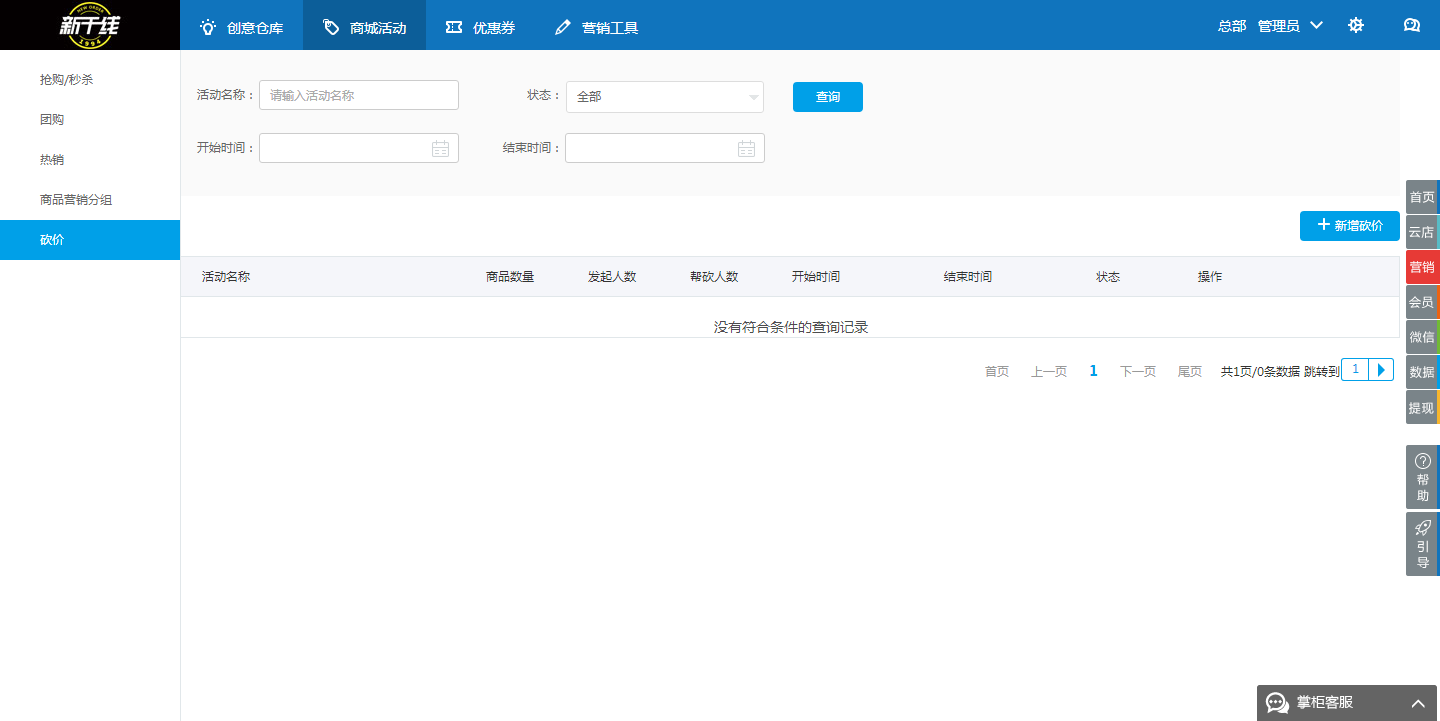 NEW ORDER
新干线
1994
创意仓库
商城活动
优惠券
营销工具
总部 管理员
抢购/秒杀
团购
热销
商品营销分组
砍价
活动名称： 请输入活动名称
状态： 全部
查询
开始时间：
结束时间：
新增砍价
活动名称 商品数量 发起人数 帮砍人数 开始时间 结束时间 状态 操作
没有符合条件的查询记录
首页 上一页 1 下一页 尾页 共1页/0条数据 跳转到 1
首页
云店
营销
会员
微信
数据
提现
帮助
引导
掌柜客服